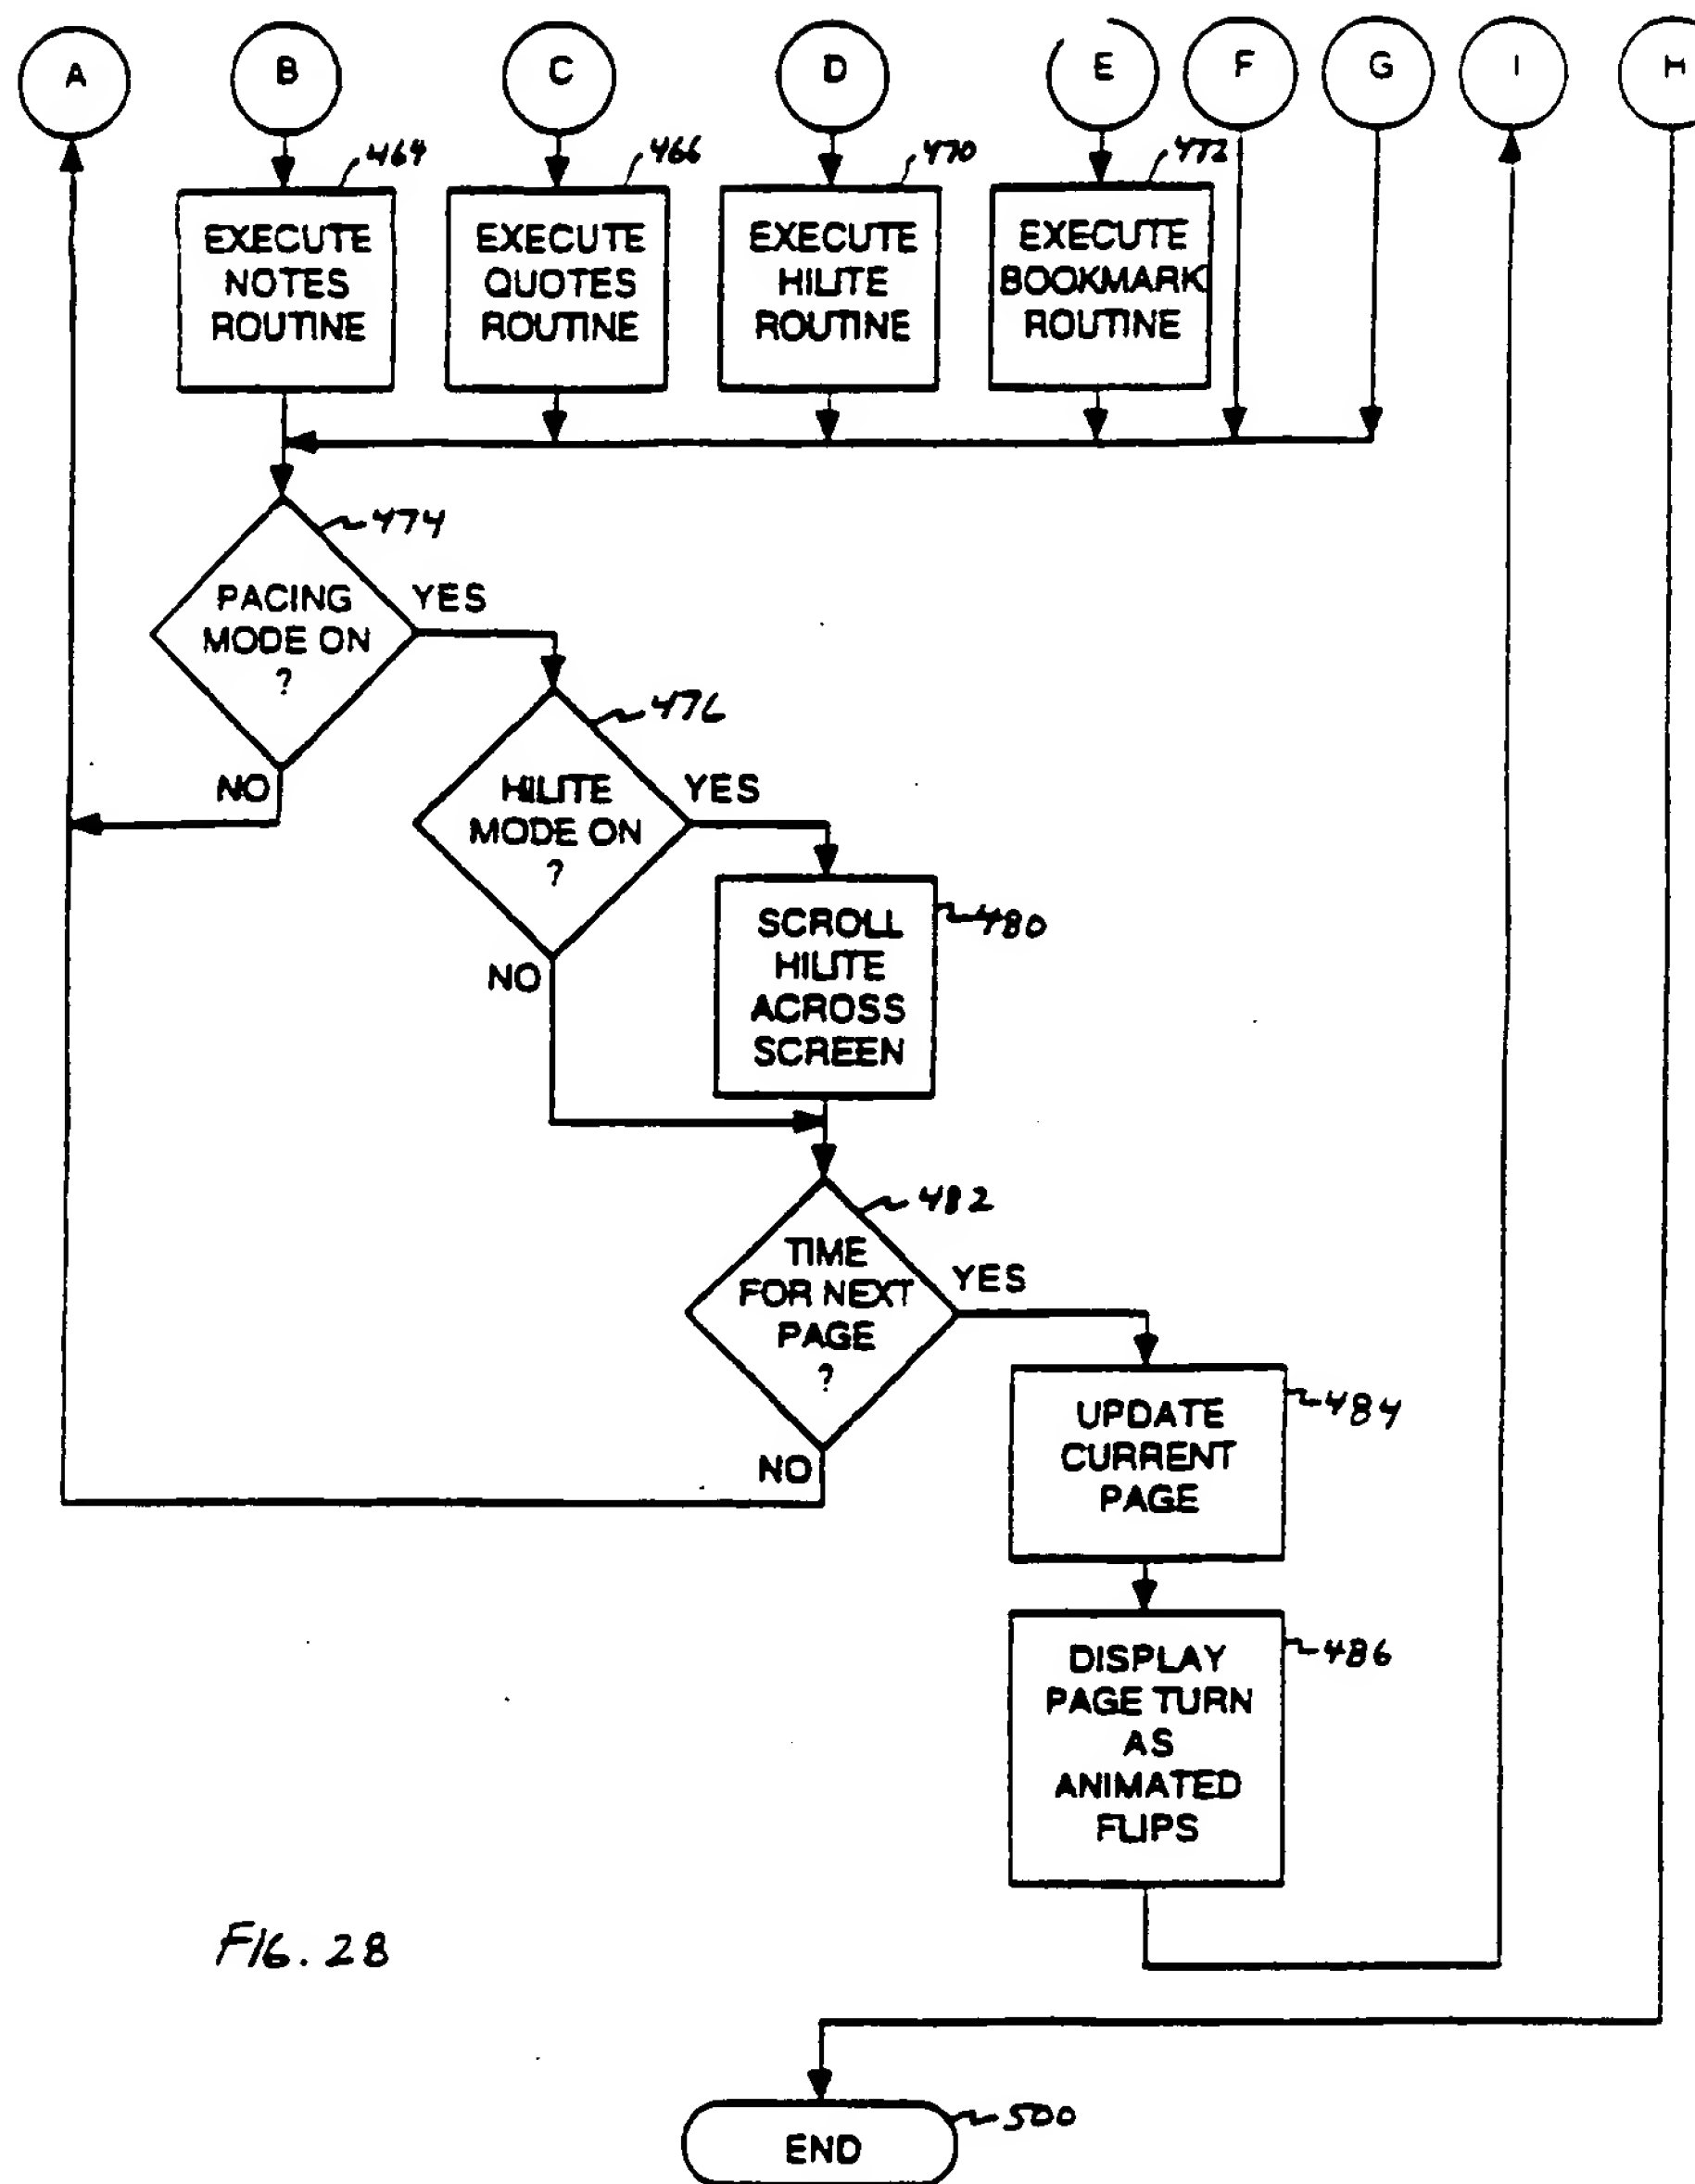 A B C D E F G I H
464 466 470 472
EXECUTE
NOTES
ROUTINE
EXECUTE
QUOTES
ROUTINE
EXECUTE
HILITE
ROUTINE
EXECUTE
BOOKMARK
ROUTINE
474
PACING
MODE ON
?
YES
NO
476
HILITE
MODE ON
?
YES
NO
480
SCROLL
HILITE
ACROSS
SCREEN
482
TIME
FOR NEXT
PAGE
?
YES
NO
484
UPDATE
CURRENT
PAGE
486
DISPLAY
PAGE TURN
AS
ANIMATED
FLIPS
FIG. 28
500
END